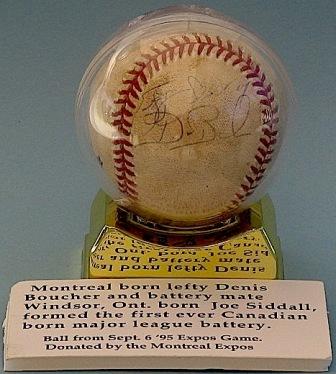 Montreal born lefty Denis
Boucher and battery mate
Windsor, Ont. born Joe Siddall,
formed the first ever Canadian
born major league battery.
Ball from Sept. 6 '95 Expos Game.
Donated by the Montreal Expos